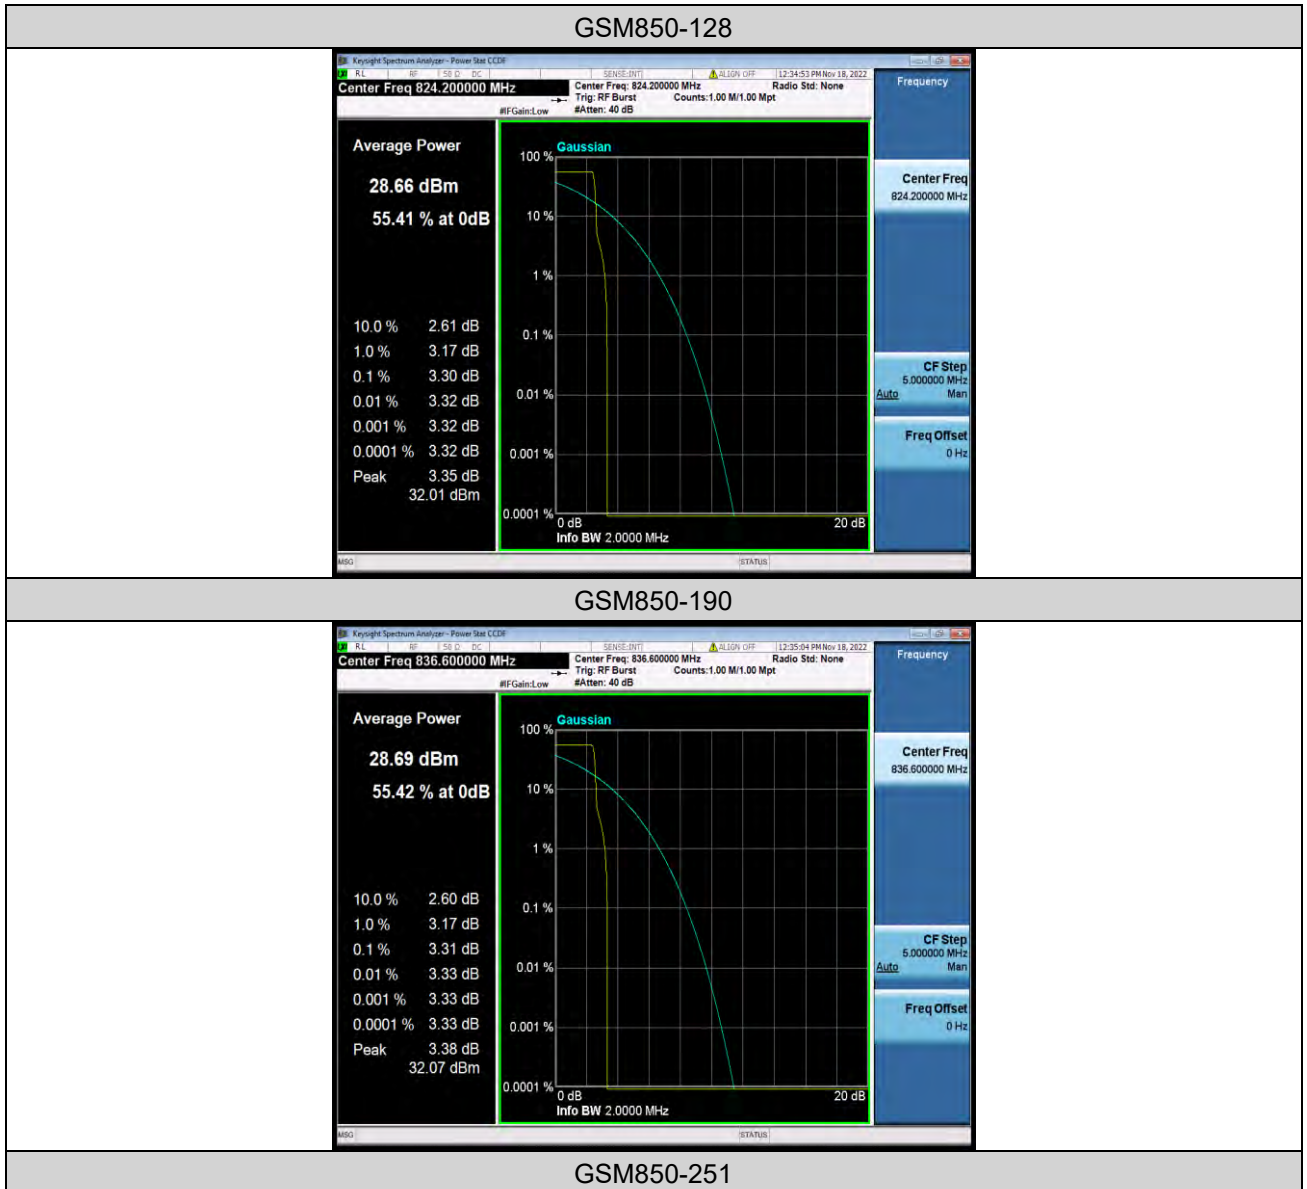 GSM850-128
Keysight Spectrum Analyzer - Power Stat CCDF
RL RF 50 Ω DC SENSE:INT ALIGN OFF 12:34:53 PM Nov 18, 2022
Center Freq 824.200000 MHz
Center Freq: 824.200000 MHz Radio Std: None
Trig: RF Burst Counts:1.00 M/1.00 Mpt
#IFGain:Low #Atten: 40 dB
Frequency
Average Power
28.66 dBm
55.41 % at 0dB
10.0 % 2.61 dB
1.0 % 3.17 dB
0.1 % 3.30 dB
0.01 % 3.32 dB
0.001 % 3.32 dB
0.0001 % 3.32 dB
Peak 3.35 dB
32.01 dBm
Gaussian
100 %
10 %
1 %
0.1 %
0.01 %
0.001 %
0.0001 %
0 dB 20 dB
Info BW 2.0000 MHz
Center Freq
824.200000 MHz
CF Step
5.000000 MHz
Auto Man
Freq Offset
0 Hz
MSG STATUS
GSM850-190
Keysight Spectrum Analyzer - Power Stat CCDF
RL RF 50 Ω DC SENSE:INT ALIGN OFF 12:35:04 PM Nov 18, 2022
Center Freq 836.600000 MHz
Center Freq: 836.600000 MHz Radio Std: None
Trig: RF Burst Counts:1.00 M/1.00 Mpt
#IFGain:Low #Atten: 40 dB
Frequency
Average Power
28.69 dBm
55.42 % at 0dB
10.0 % 2.60 dB
1.0 % 3.17 dB
0.1 % 3.31 dB
0.01 % 3.33 dB
0.001 % 3.33 dB
0.0001 % 3.33 dB
Peak 3.38 dB
32.07 dBm
Gaussian
100 %
10 %
1 %
0.1 %
0.01 %
0.001 %
0.0001 %
0 dB 20 dB
Info BW 2.0000 MHz
Center Freq
836.600000 MHz
CF Step
5.000000 MHz
Auto Man
Freq Offset
0 Hz
MSG STATUS
GSM850-251